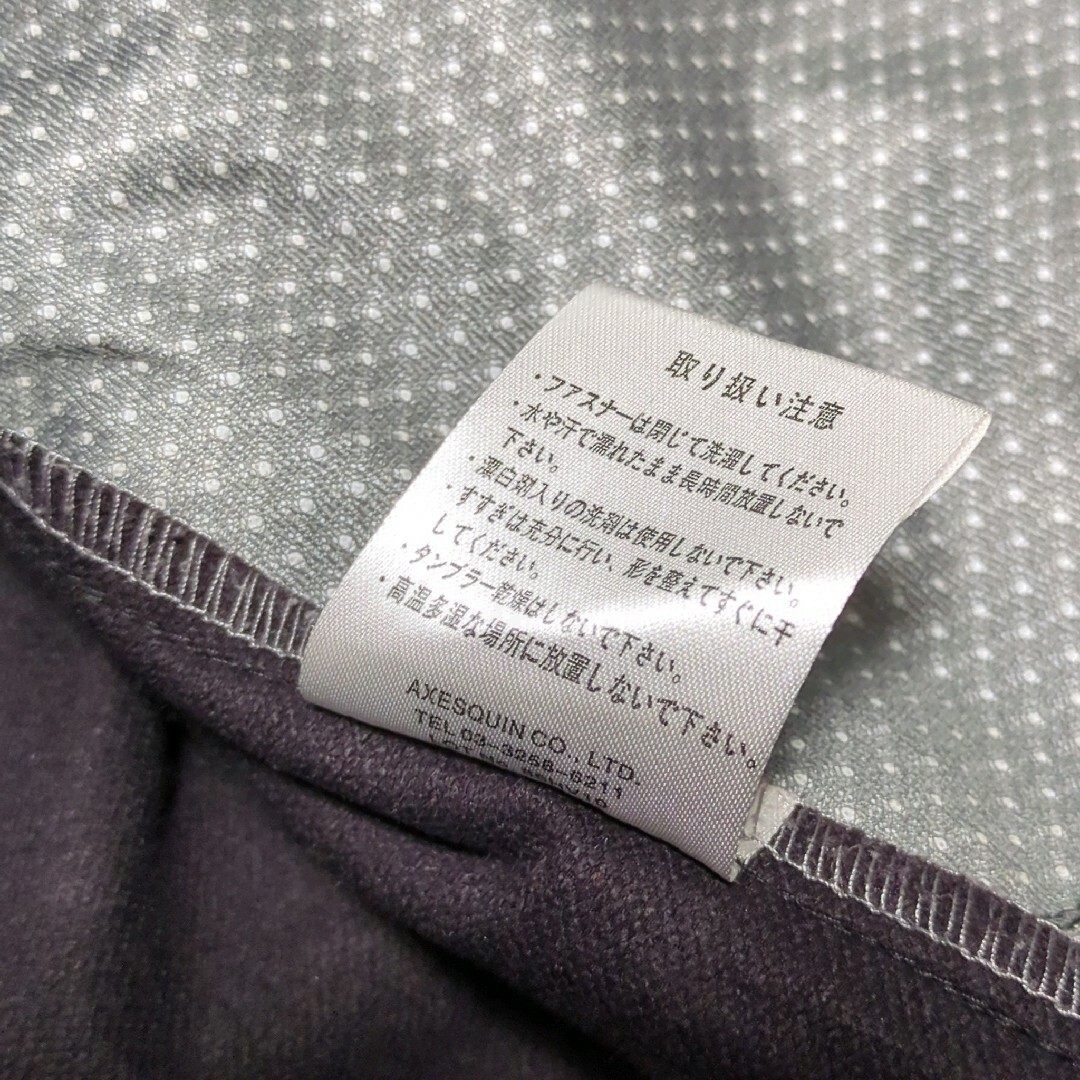 取り扱い注意
・フアスナーは閉じて洗濯してください。
・水や汗で濡れたまま長時間放置しないで
下さい。
・漂白剤入りの洗剤は使用しないで下さい。
・すすぎは充分に行い、形を整えてすぐに干
してください。
・タンブラー乾燥はしないで下さい。
・高温多湿な場所に放置しないで下さい。
AXESQUIN CO., LTD.
TEL 03-3258-6211